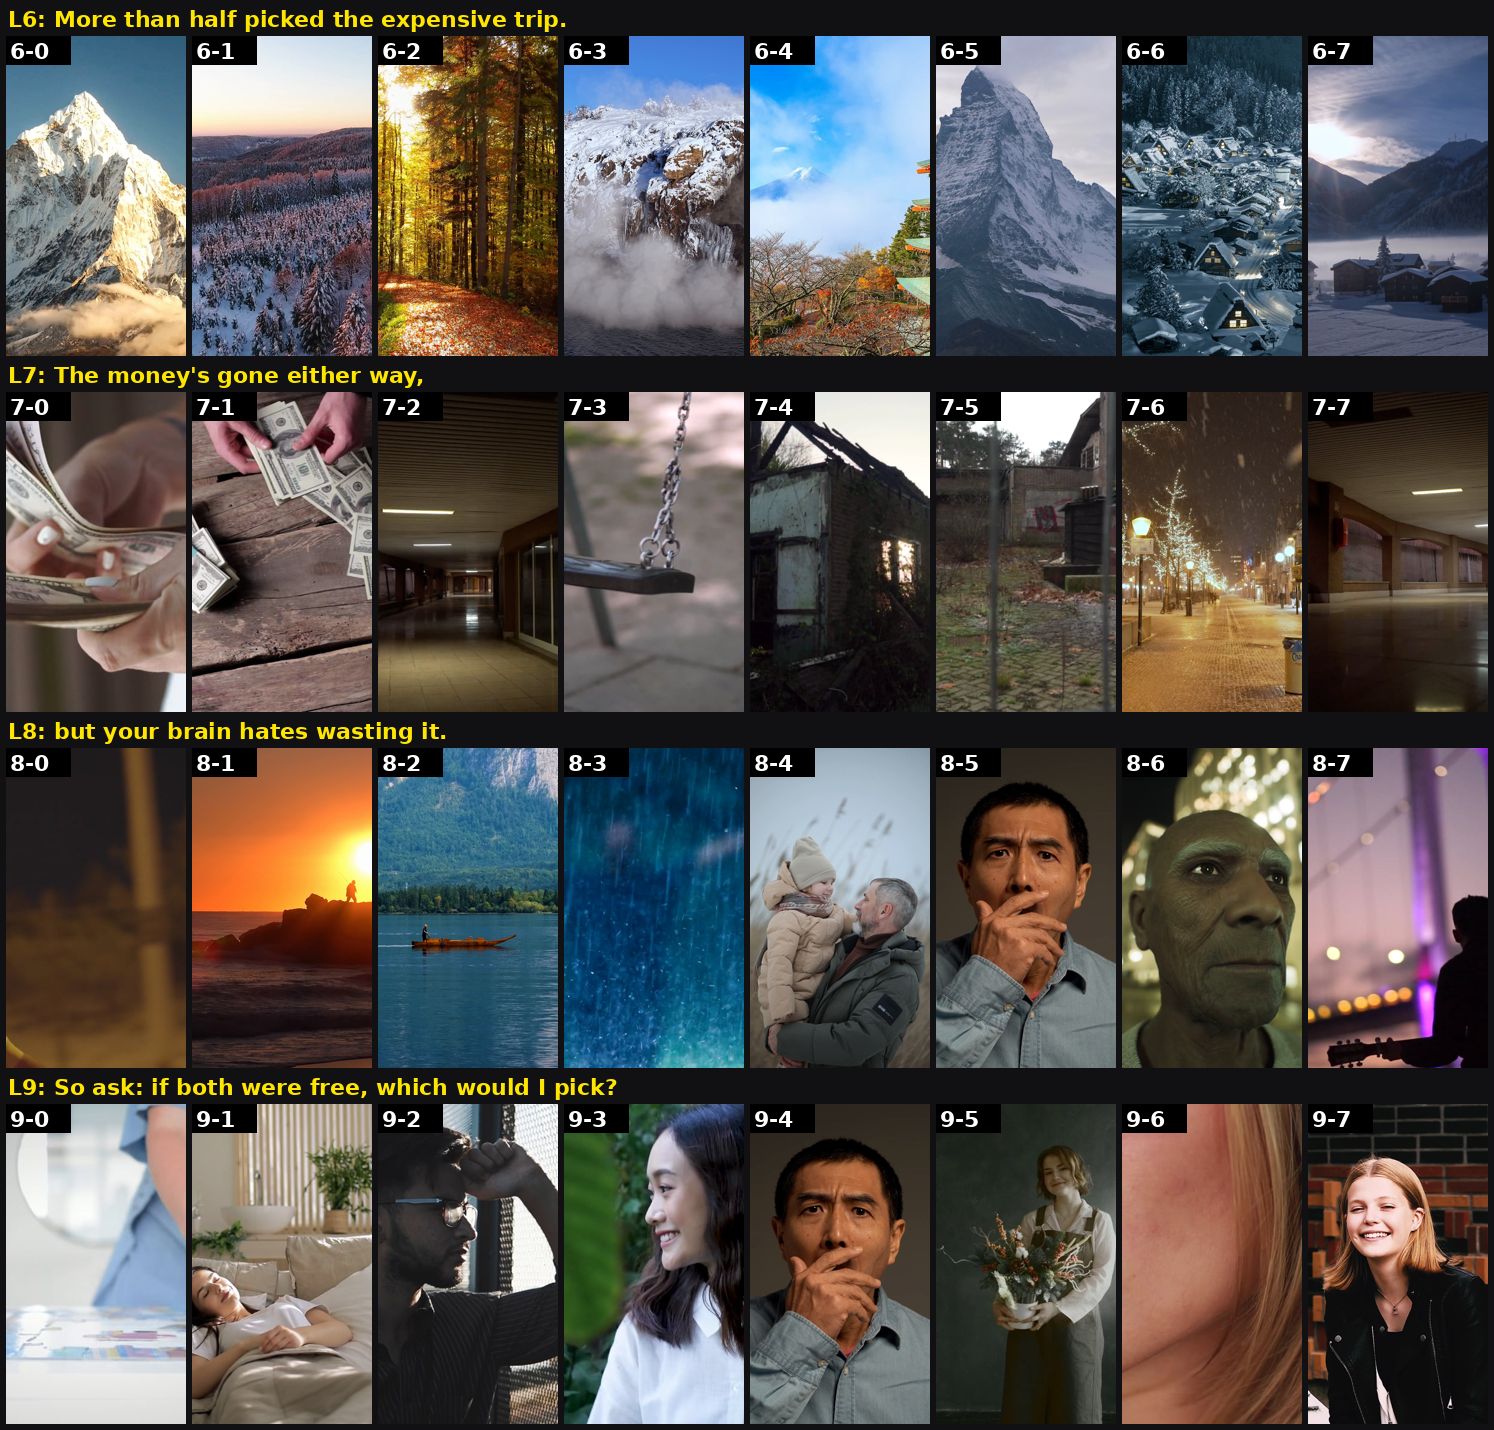 L6: More than half picked the expensive trip.
6-0 6-1 6-2 6-3 6-4 6-5 6-6 6-7
L7: The money's gone either way,
7-0 7-1 7-2 7-3 7-4 7-5 7-6 7-7
L8: but your brain hates wasting it.
8-0 8-1 8-2 8-3 8-4 8-5 8-6 8-7
L9: So ask: if both were free, which would I pick?
9-0 9-1 9-2 9-3 9-4 9-5 9-6 9-7